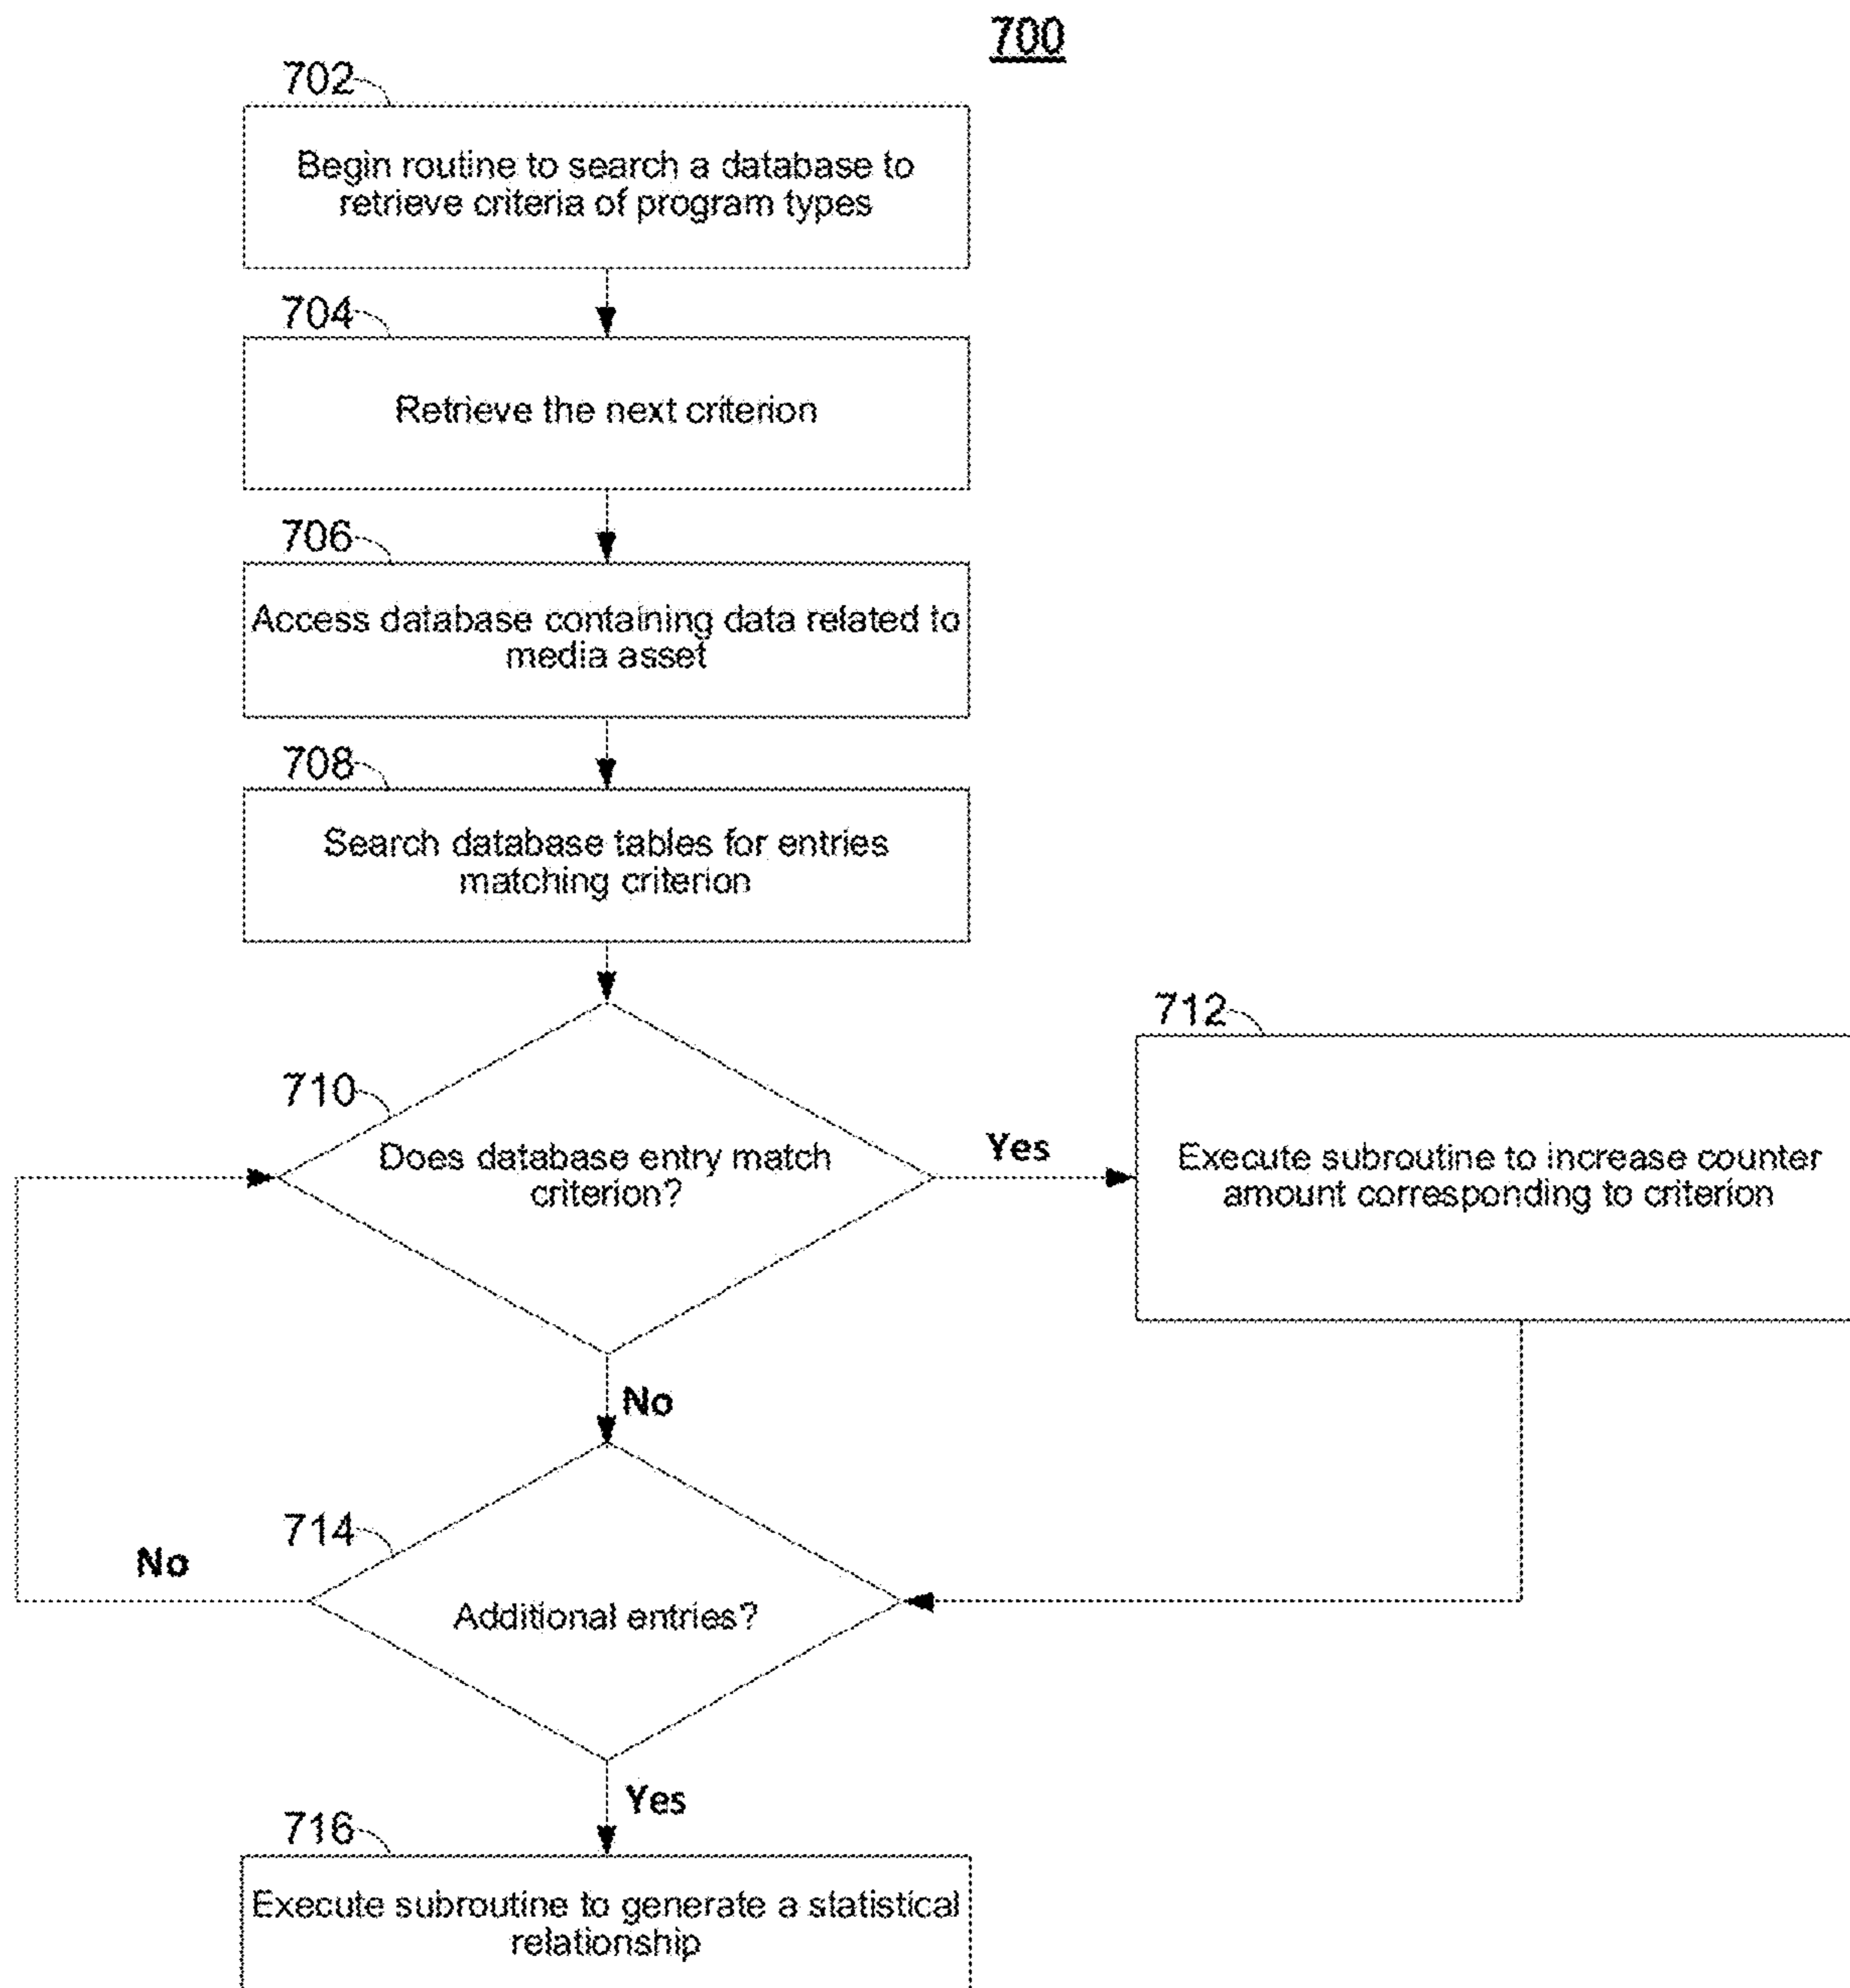 700
702
Begin routine to search a database to
retrieve criteria of program types
704
Retrieve the next criterion
706
Access database containing data related to
media asset
708
Search database tables for entries
matching criterion
710
Does database entry match
criterion?
Yes
712
Execute subroutine to increase counter
amount corresponding to criterion
No
714
No
Additional entries?
Yes
716
Execute subroutine to generate a statistical
relationship